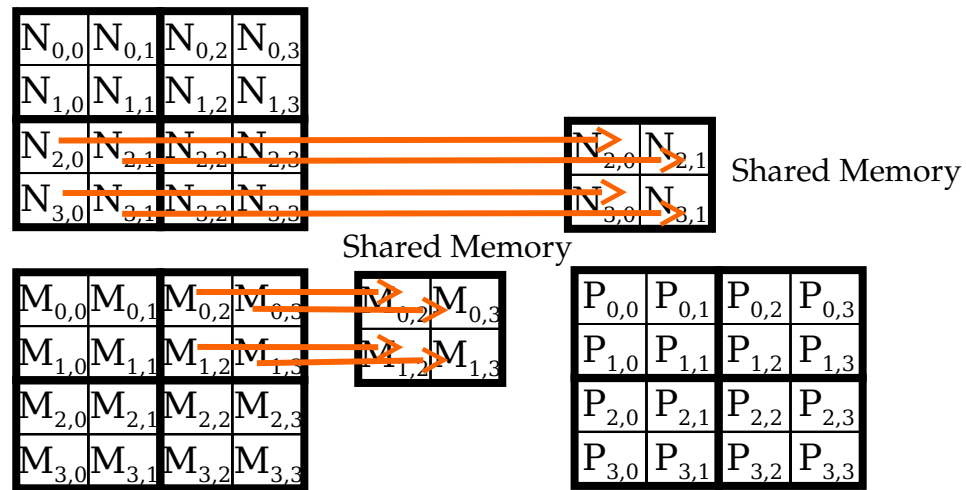 N0,0 N0,1 N0,2 N0,3
N1,0 N1,1 N1,2 N1,3
N2,0 N2,1 N2,2 N2,3
N3,0 N3,1 N3,2 N3,3
N2,0 N2,1
N3,0 N3,1
Shared Memory
Shared Memory
M0,0 M0,1 M0,2 M0,3
M1,0 M1,1 M1,2 M1,3
M2,0 M2,1 M2,2 M2,3
M3,0 M3,1 M3,2 M3,3
M0,2 M0,3
M1,2 M1,3
P0,0 P0,1 P0,2 P0,3
P1,0 P1,1 P1,2 P1,3
P2,0 P2,1 P2,2 P2,3
P3,0 P3,1 P3,2 P3,3